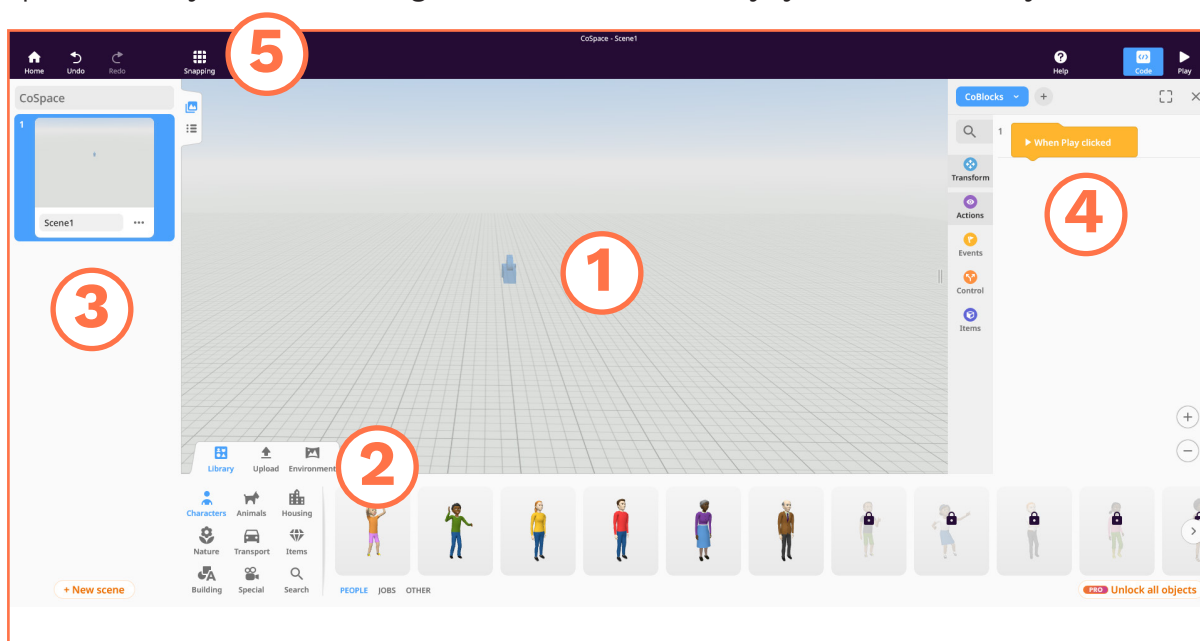 CoSpace - Scene1
5
Home Undo Redo Snapping Help Code Play
CoSpace
CoBlocks
1
1
When Play clicked
Transform
4
Actions
Scene1
Events
1
3
Control
Items
2
Library Upload Environment
Characters Animals Housing
Nature Transport Items
Building Special Search
PEOPLE JOBS OTHER
+ New scene
PRO Unlock all objects